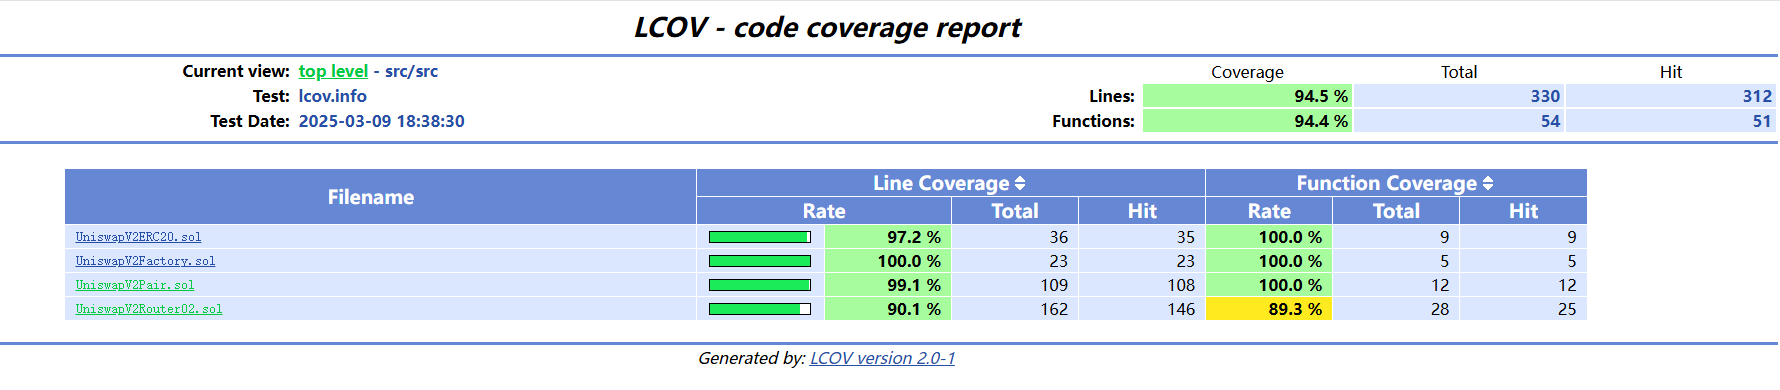 LCOV - code coverage report
Current view: top level - src/src Coverage Total Hit
Test: lcov.info Lines: 94.5 % 330 312
Test Date: 2025-03-09 18:38:30 Functions: 94.4 % 54 51
Filename Line Coverage Function Coverage
Rate Total Hit Rate Total Hit
UniswapV2ERC20.sol 97.2 % 36 35 100.0 % 9 9
UniswapV2Factory.sol 100.0 % 23 23 100.0 % 5 5
UniswapV2Pair.sol 99.1 % 109 108 100.0 % 12 12
UniswapV2Router02.sol 90.1 % 162 146 89.3 % 28 25
Generated by: LCOV version 2.0-1